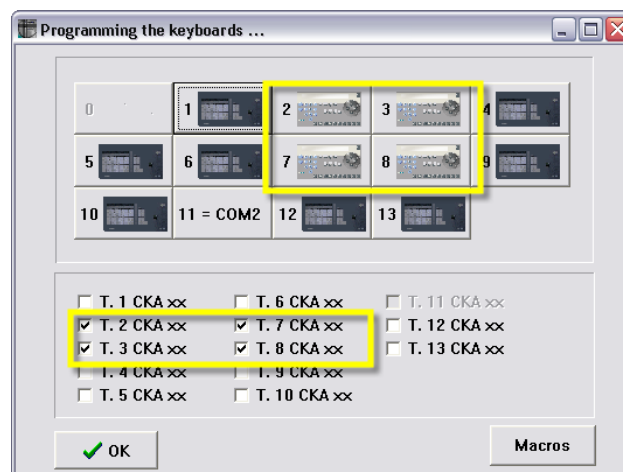 Programming the keyboards ...
0 1 2 3 4
5 6 7 8 9
10 11 = COM2 12 13
T. 1 CKA xx T. 6 CKA xx T. 11 CKA xx
T. 2 CKA xx T. 7 CKA xx T. 12 CKA xx
T. 3 CKA xx T. 8 CKA xx T. 13 CKA xx
T. 4 CKA xx T. 9 CKA xx
T. 5 CKA xx T. 10 CKA xx
OK Macros